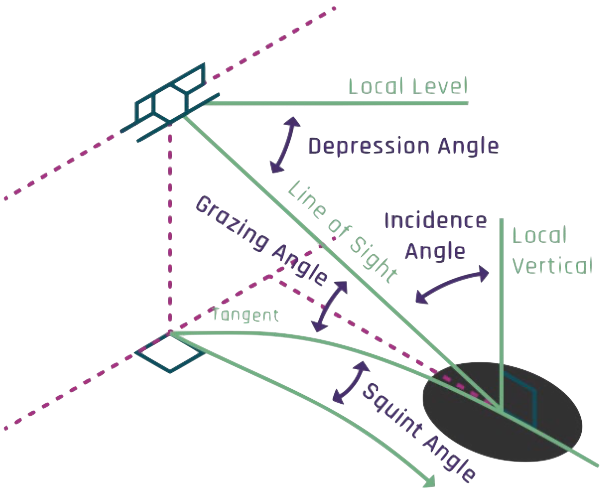 Local Level
Depression Angle
Line of Sight
Grazing Angle
Incidence
Angle
Local
Vertical
Tangent
Squint Angle